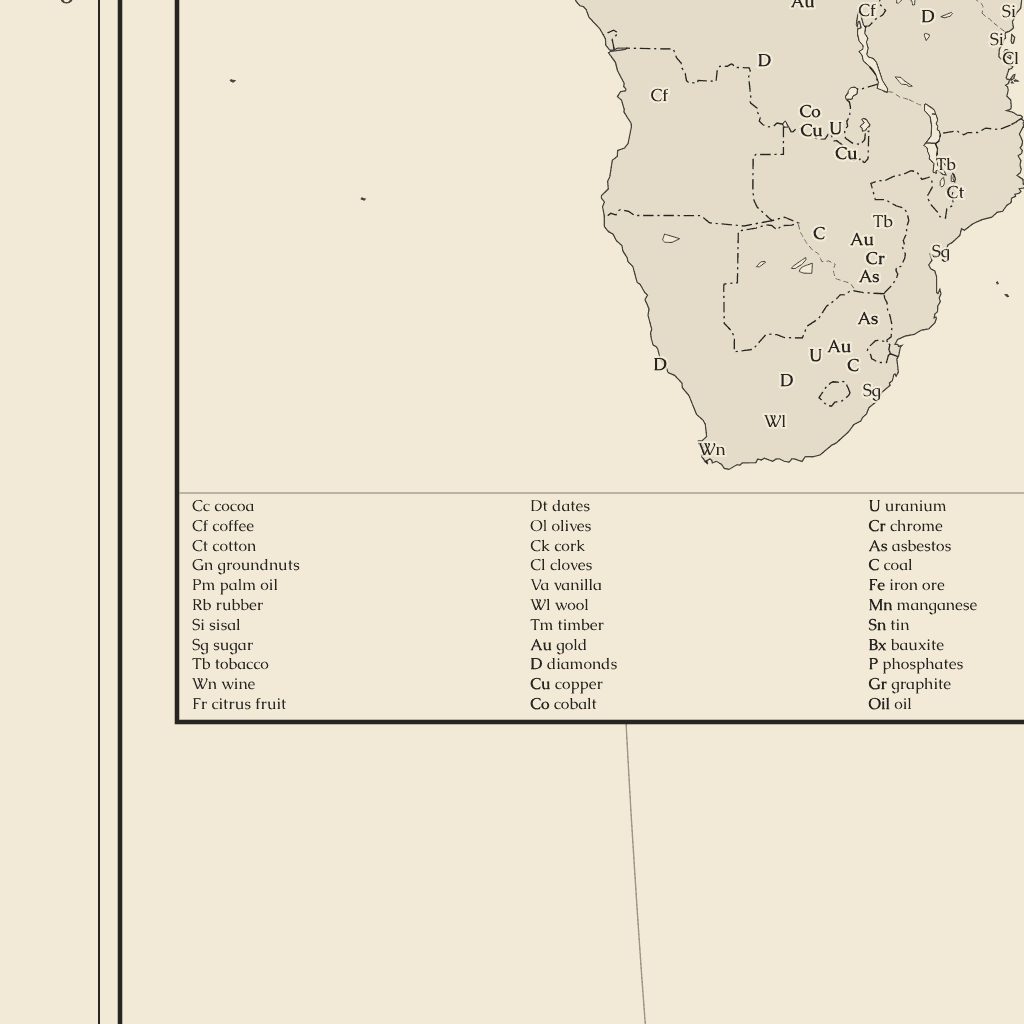 Au
Cf
D
Si
Si
Cl
D
Cf
Co
Cu U
Cu
Tb
Ct
Tb
C
Au
Cr
As
Sg
As
U Au
C
D
D
Sg
Wl
Wn
Cc cocoa
Cf coffee
Ct cotton
Gn groundnuts
Pm palm oil
Rb rubber
Si sisal
Sg sugar
Tb tobacco
Wn wine
Fr citrus fruit
Dt dates
Ol olives
Ck cork
Cl cloves
Va vanilla
Wl wool
Tm timber
Au gold
D diamonds
Cu copper
Co cobalt
U uranium
Cr chrome
As asbestos
C coal
Fe iron ore
Mn manganese
Sn tin
Bx bauxite
P phosphates
Gr graphite
Oil oil